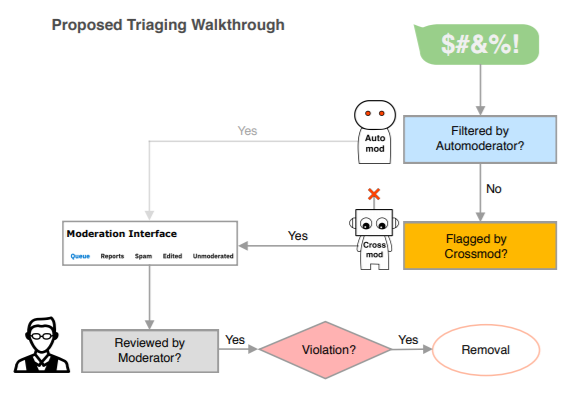 Proposed Triaging Walkthrough
$#&%!
Filtered by
Automoderator?
Auto
mod
Yes
No
Flagged by
Crossmod?
Cross
mod
Yes
Moderation Interface
Queue Reports Spam Edited Unmoderated
Reviewed by
Moderator?
Yes
Violation?
Yes
Removal